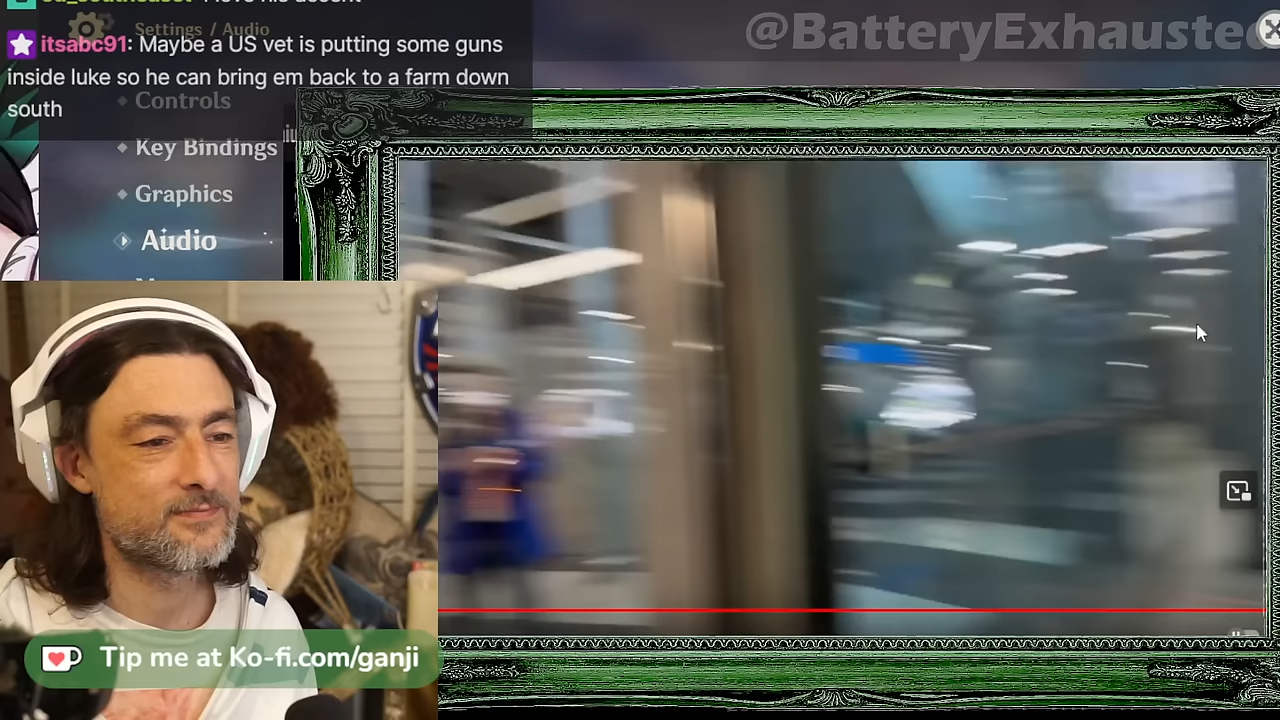 Settings / Audio
@BatteryExhausted
itsabc91: Maybe a US vet is putting some guns
inside luke so he can bring em back to a farm down
south
Controls
Key Bindings
Graphics
Audio
Tip me at Ko-fi.com/ganji